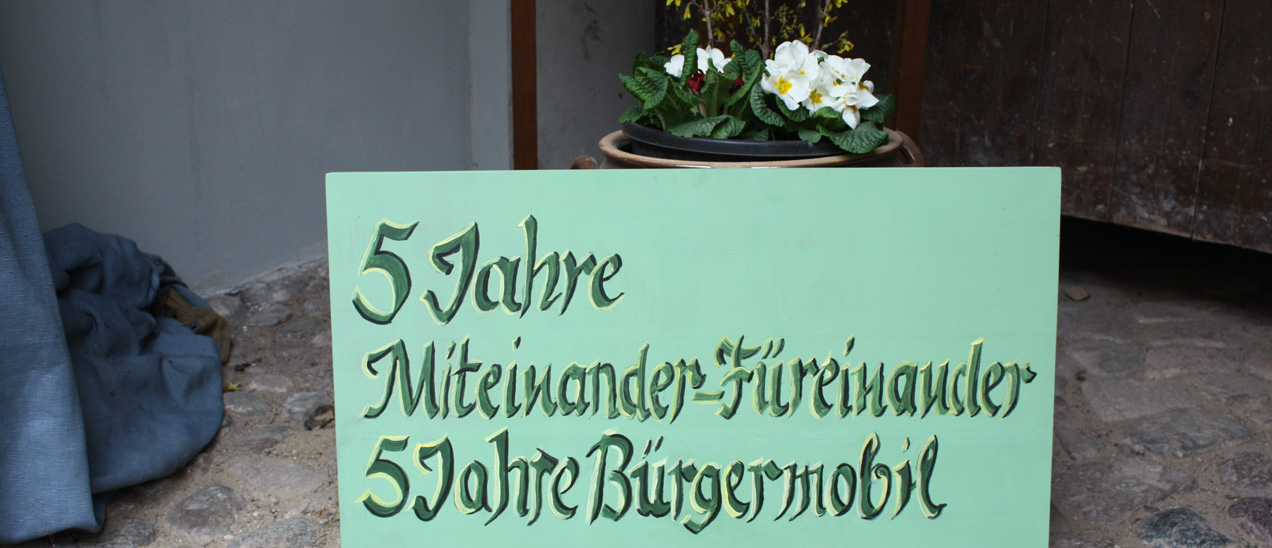 5 Jahre
Miteinander-Füreinander
5 Jahre Bürgermobil